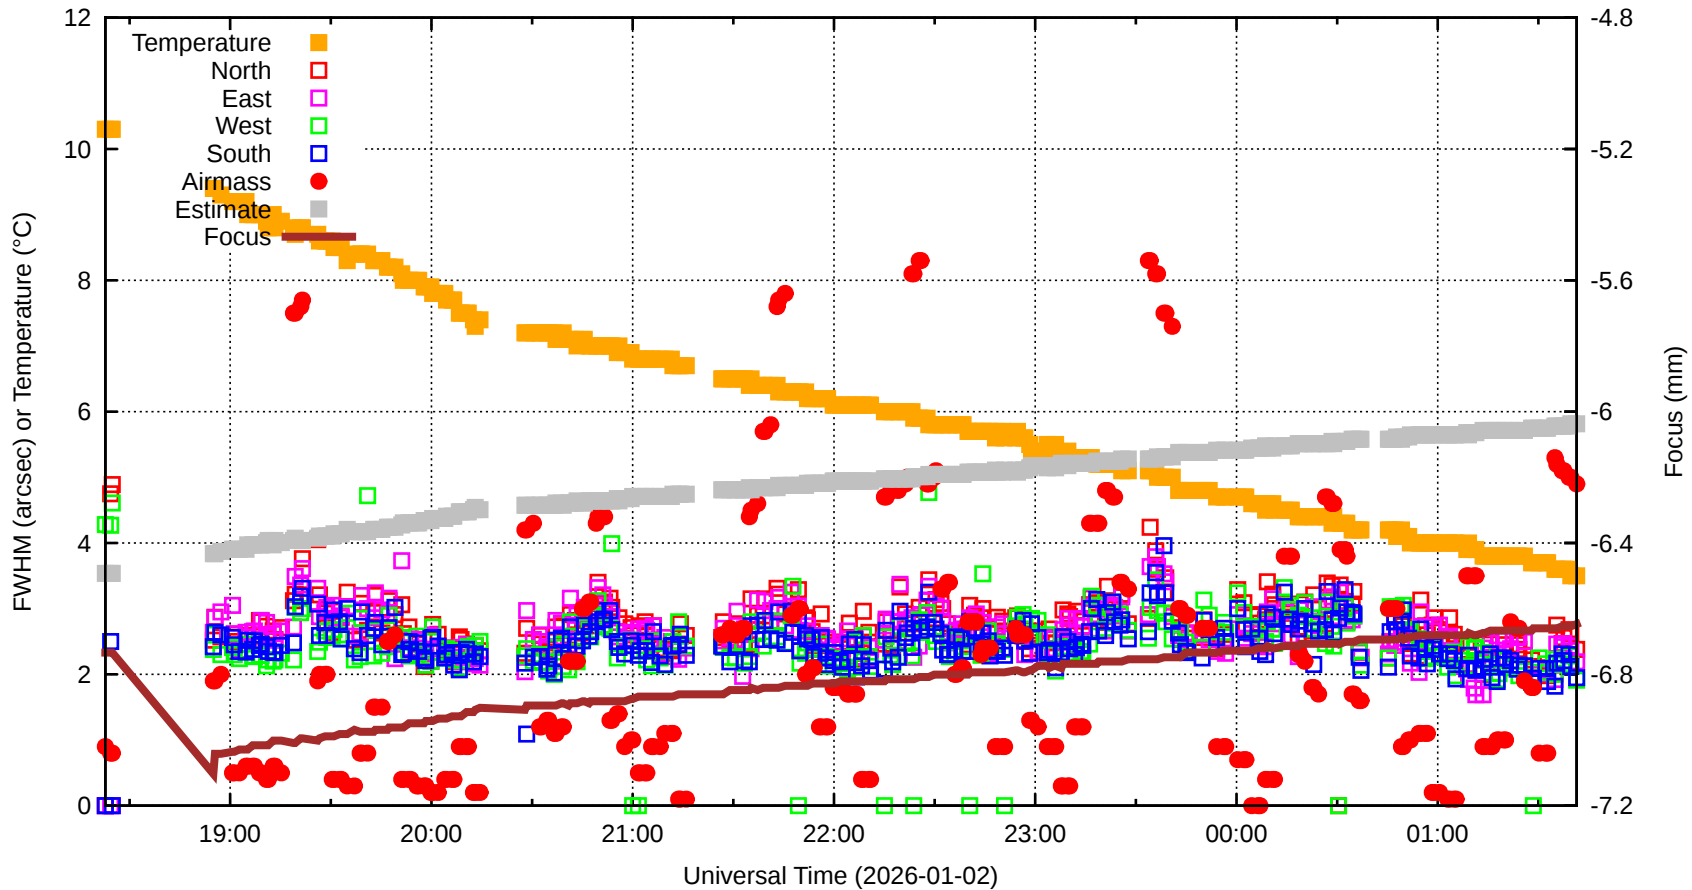 12
10
8
6
4
2
0
FWHM (arcsec) or Temperature (°C)
Temperature
North
East
West
South
Airmass
Estimate
Focus
-4.8
-5.2
-5.6
-6
-6.4
-6.8
-7.2
Focus (mm)
19:00 20:00 21:00 22:00 23:00 00:00 01:00
Universal Time (2026-01-02)